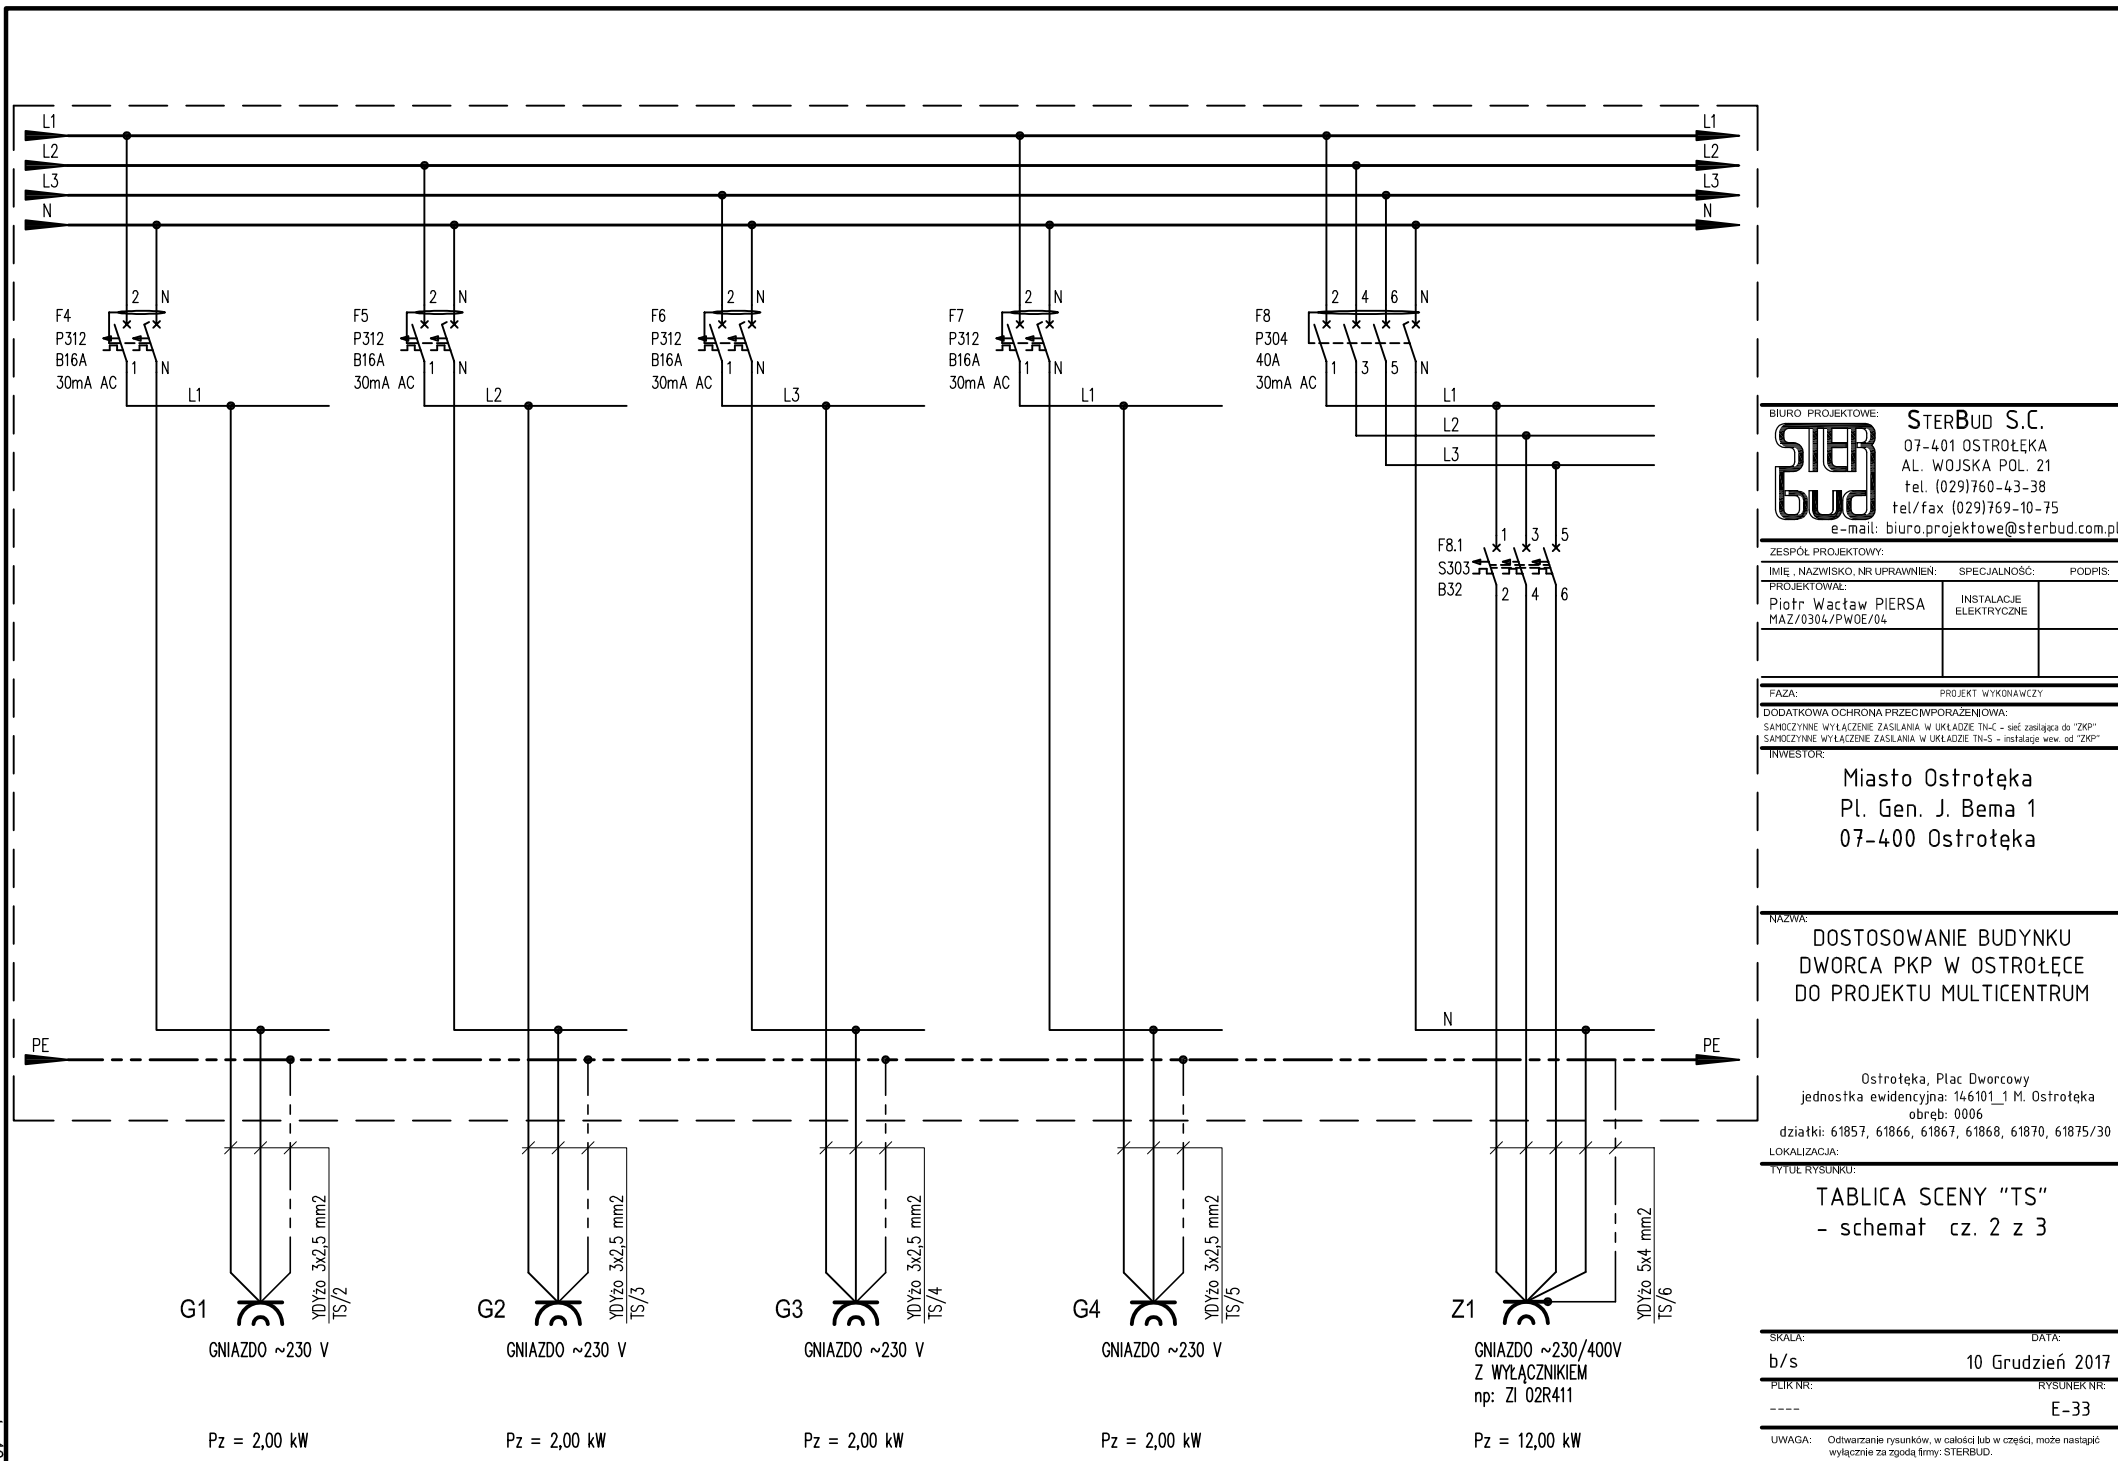 L1
L2
L3
N
L1
L2
L3
N
F4
P312
B16A
30mA AC
2 N
1 N
L1
F5
P312
B16A
30mA AC
2 N
1 N
L2
F6
P312
B16A
30mA AC
2 N
1 N
L3
F7
P312
B16A
30mA AC
2 N
1 N
L1
F8
P304
40A
30mA AC
2 4 6 N
1 3 5 N
L1
L2
L3
F8.1
S303
B32
1 3 5
2 4 6
N
PE
PE
YDYżo 3x2,5 mm2
TS/2
YDYżo 3x2,5 mm2
TS/3
YDYżo 3x2,5 mm2
TS/4
YDYżo 3x2,5 mm2
TS/5
YDYżo 5x4 mm2
TS/6
G1
GNIAZDO ~230 V
Pz = 2,00 kW
G2
GNIAZDO ~230 V
Pz = 2,00 kW
G3
GNIAZDO ~230 V
Pz = 2,00 kW
G4
GNIAZDO ~230 V
Pz = 2,00 kW
Z1
GNIAZDO ~230/400V
Z WYŁĄCZNIKIEM
np: ZI 02R411
Pz = 12,00 kW
BIURO PROJEKTOWE:
STER
bud
STERBUD S.C.
07-401 OSTROŁĘKA
AL. WOJSKA POL. 21
tel. (029)760-43-38
tel/fax (029)769-10-75
e-mail: biuro.projektowe@sterbud.com.pl
ZESPÓŁ PROJEKTOWY:
IMIĘ , NAZWISKO, NR UPRAWNIEŃ: SPECJALNOŚĆ: PODPIS:
PROJEKTOWAŁ:
Piotr Wacław PIERSA
MAZ/0304/PWOE/04
INSTALACJE
ELEKTRYCZNE
FAZA: PROJEKT WYKONAWCZY
DODATKOWA OCHRONA PRZECIWPORAŻENIOWA:
SAMOCZYNNE WYŁĄCZENIE ZASILANIA W UKŁADZIE TN-C - sieć zasilająca do "ZKP"
SAMOCZYNNE WYŁĄCZENIE ZASILANIA W UKŁADZIE TN-S - instalacje wew. od "ZKP"
INWESTOR:
Miasto Ostrołęka
Pl. Gen. J. Bema 1
07-400 Ostrołęka
NAZWA:
DOSTOSOWANIE BUDYNKU
DWORCA PKP W OSTROŁĘCE
DO PROJEKTU MULTICENTRUM
Ostrołęka, Plac Dworcowy
jednostka ewidencyjna: 146101_1 M. Ostrołęka
obręb: 0006
działki: 61857, 61866, 61867, 61868, 61870, 61875/30
LOKALIZACJA:
TYTUŁ RYSUNKU:
TABLICA SCENY "TS"
- schemat cz. 2 z 3
SKALA: DATA:
b/s 10 Grudzień 2017
PLIK NR: RYSUNEK NR:
---- E-33
UWAGA: Odtwarzanie rysunków, w całości lub w części, może nastąpić
wyłącznie za zgodą firmy: STERBUD.